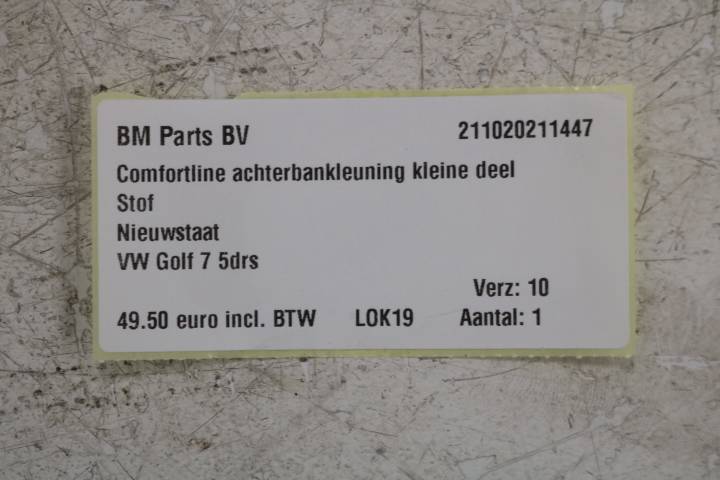 BM Parts BV 211020211447
Comfortline achterbankleuning kleine deel
Stof
Nieuwstaat
VW Golf 7 5drs
Verz: 10
49.50 euro incl. BTW LOK19 Aantal: 1